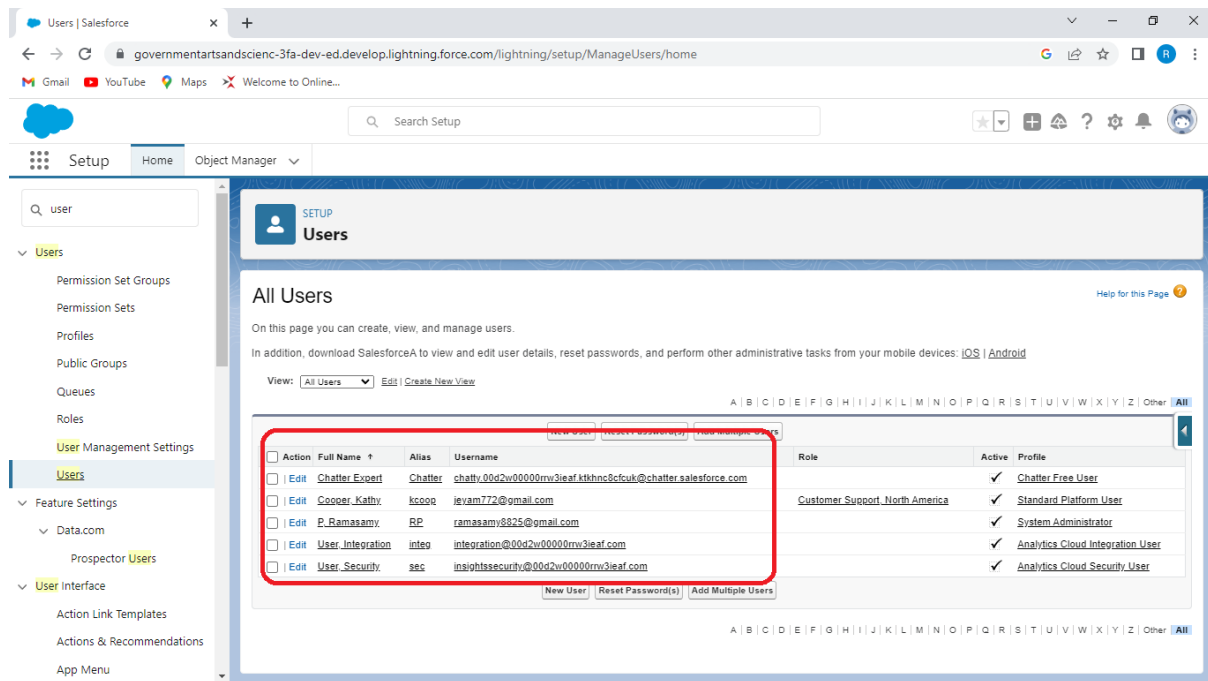 Users | Salesforce
governmentartsandscienc-3fa-dev-ed.develop.lightning.force.com/lightning/setup/ManageUsers/home
G
R
Gmail YouTube Maps Welcome to Online...
Search Setup
Setup Home Object Manager
user
Users
Permission Set Groups
Permission Sets
Profiles
Public Groups
Queues
Roles
User Management Settings
Users
Feature Settings
Data.com
Prospector Users
User Interface
Action Link Templates
Actions & Recommendations
App Menu
SETUP
Users
All Users
Help for this Page ?
On this page you can create, view, and manage users.
In addition, download SalesforceA to view and edit user details, reset passwords, and perform other administrative tasks from your mobile devices: iOS | Android
View: All Users Edit | Create New View
A | B | C | D | E | F | G | H | I | J | K | L | M | N | O | P | Q | R | S | T | U | V | W | X | Y | Z | Other All
New User Reset Password(s) Add Multiple Users
Action Full Name ↑ Alias Username Role Active Profile
| Edit Chatter Expert Chatter chatty.00d2w00000rrw3ieaf.ktkhnc8cfcuk@chatter.salesforce.com ✓ Chatter Free User
| Edit Cooper, Kathy kcoop jeyam772@gmail.com Customer Support, North America ✓ Standard Platform User
| Edit P, Ramasamy RP ramasamy8825@gmail.com ✓ System Administrator
| Edit User, Integration integ integration@00d2w00000rrw3ieaf.com ✓ Analytics Cloud Integration User
| Edit User, Security sec insightssecurity@00d2w00000rrw3ieaf.com ✓ Analytics Cloud Security User
New User Reset Password(s) Add Multiple Users
A | B | C | D | E | F | G | H | I | J | K | L | M | N | O | P | Q | R | S | T | U | V | W | X | Y | Z | Other All